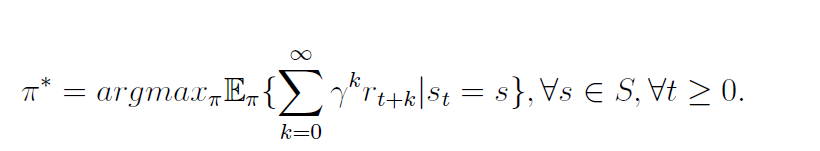 π* = argmax_π 𝔼_π{∑_{k=0}^{∞} γ^k r_{t+k}|s_t = s}, ∀s ∈ S, ∀t ≥ 0.